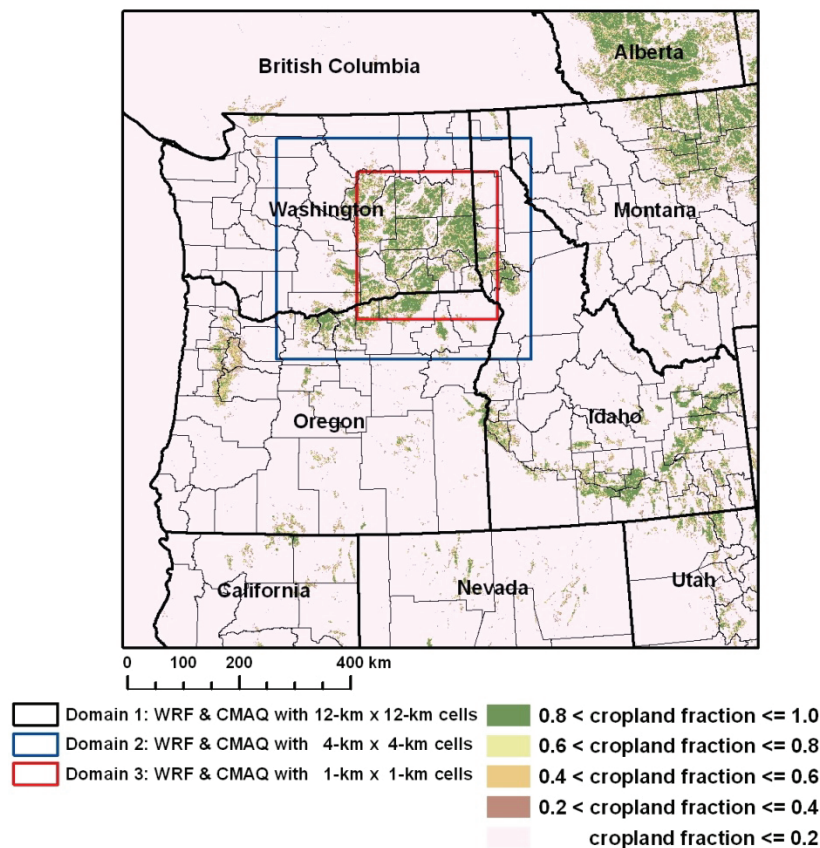 Alberta
British Columbia
Washington
Montana
Oregon
Idaho
California
Nevada
Utah
0 100 200 400 km
Domain 1: WRF & CMAQ with 12-km x 12-km cells
Domain 2: WRF & CMAQ with 4-km x 4-km cells
Domain 3: WRF & CMAQ with 1-km x 1-km cells
0.8 < cropland fraction <= 1.0
0.6 < cropland fraction <= 0.8
0.4 < cropland fraction <= 0.6
0.2 < cropland fraction <= 0.4
cropland fraction <= 0.2